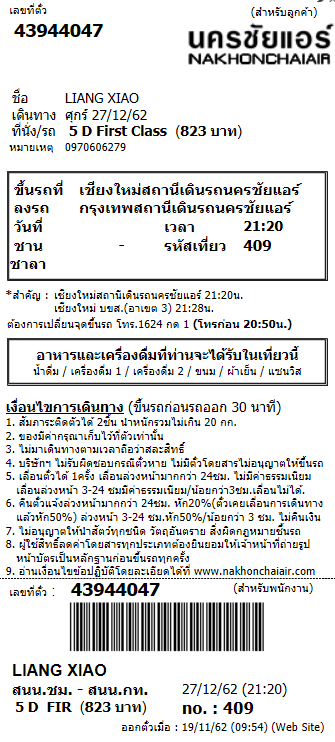 เลขที่ตั๋ว (สำหรับลูกค้า)
43944047
นครชัยแอร์
NAKHONCHAIAIR
ชื่อ LIANG XIAO
เดินทาง ศุกร์ 27/12/62
ที่นั่ง/รถ 5 D First Class (823 บาท)
หมายเหตุ 0970606279
ขึ้นรถที่ เชียงใหม่สถานีเดินรถนครชัยแอร์
ลงรถ กรุงเทพสถานีเดินรถนครชัยแอร์
วันที่ เวลา 21:20
ชาน - รหัสเที่ยว 409
ชาลา
*สำคัญ : เชียงใหม่สถานีเดินรถนครชัยแอร์ 21:20น.
เชียงใหม่ บขส.(อาเขต 3) 21:28น.
ต้องการเปลี่ยนจุดขึ้นรถ โทร.1624 กด 1 (โทรก่อน 20:50น.)
อาหารและเครื่องดื่มที่ท่านจะได้รับในเที่ยวนี้
น้ำดื่ม / เครื่องดื่ม 1 / เครื่องดื่ม 2 / ขนม / ผ้าเย็น / แซนวิส
เงื่อนไขการเดินทาง (ขึ้นรถก่อนรถออก 30 นาที)
1. สัมภาระติดตัวได้ 2ชิ้น น้ำหนักรวมไม่เกิน 20 กก.
2. ของมีค่ากรุณาเก็บไว้ที่ตัวเท่านั้น
3. ไม่มาเดินทางตามเวลาถือว่าสละสิทธิ์
4. บริษัทฯ ไม่รับผิดชอบกรณีตั๋วหาย ไม่มีตั๋วโดยสารไม่อนุญาตให้ขึ้นรถ
5. เลื่อนตั๋วได้ 1ครั้ง เลื่อนล่วงหน้ามากกว่า 24ชม. ไม่มีค่าธรรมเนียม
เลื่อนล่วงหน้า 3-24 ชมมีค่าธรรมเนียม/น้อยกว่า3ชม.เลื่อนไม่ได้.
6. คืนตั๋วแจ้งล่วงหน้ามากกว่า 24ชม. หัก20%(ตั๋วเคยเลื่อนการเดินทาง
แล้วหัก50%) ล่วงหน้า 3-24 ชม.หัก50%/น้อยกว่า 3 ชม. ไม่คืนเงิน
7. ไม่อนุญาตให้นำสัตว์ทุกชนิด วัตถุอันตราย สิ่งผิดกฏหมายขึ้นรถ
8. ผู้ใช้สิทธิ์ลดค่าโดยสารทุกประเภทต้องยินยอมให้เจ้าหน้าที่ถ่ายรูป
หน้าบัตรเป็นหลักฐานก่อนขึ้นรถทุกครั้ง
9. อ่านเงื่อนไขข้อปฏิบัติโดยละเอียดได้ที่ www.nakhonchaiair.com
เลขที่ตั๋ว : 43944047 (สำหรับพนักงาน)
LIANG XIAO
สนน.ชม. - สนน.กท. 27/12/62 (21:20)
5 D FIR (823 บาท) no. : 409
ออกตั๋วเมื่อ : 19/11/62 (09:54) (Web Site)